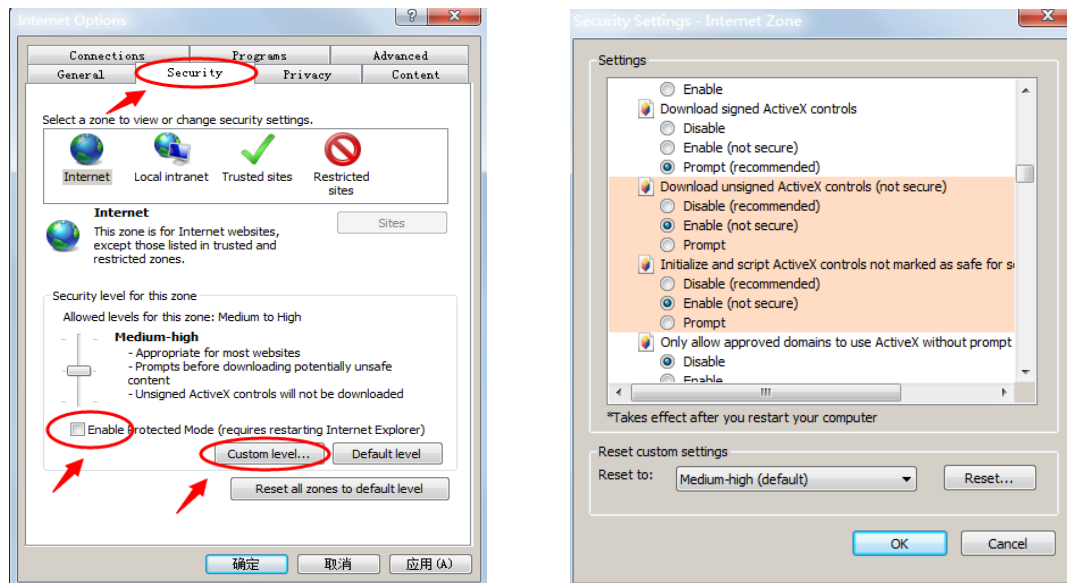 Internet Options
Connections Programs Advanced
General Security Privacy Content
Select a zone to view or change security settings.
Internet Local intranet Trusted sites Restricted
sites
Internet
Sites
This zone is for Internet websites,
except those listed in trusted and
restricted zones.
Security level for this zone
Allowed levels for this zone: Medium to High
Medium-high
- Appropriate for most websites
- Prompts before downloading potentially unsafe
content
- Unsigned ActiveX controls will not be downloaded
Enable Protected Mode (requires restarting Internet Explorer)
Custom level... Default level
Reset all zones to default level
确定 取消 应用(A)
Security Settings - Internet Zone
Settings
Enable
Download signed ActiveX controls
Disable
Enable (not secure)
Prompt (recommended)
Download unsigned ActiveX controls (not secure)
Disable (recommended)
Enable (not secure)
Prompt
Initialize and script ActiveX controls not marked as safe for s
Disable (recommended)
Enable (not secure)
Prompt
Only allow approved domains to use ActiveX without prompt
Disable
Enable
*Takes effect after you restart your computer
Reset custom settings
Reset to: Medium-high (default) Reset...
OK Cancel